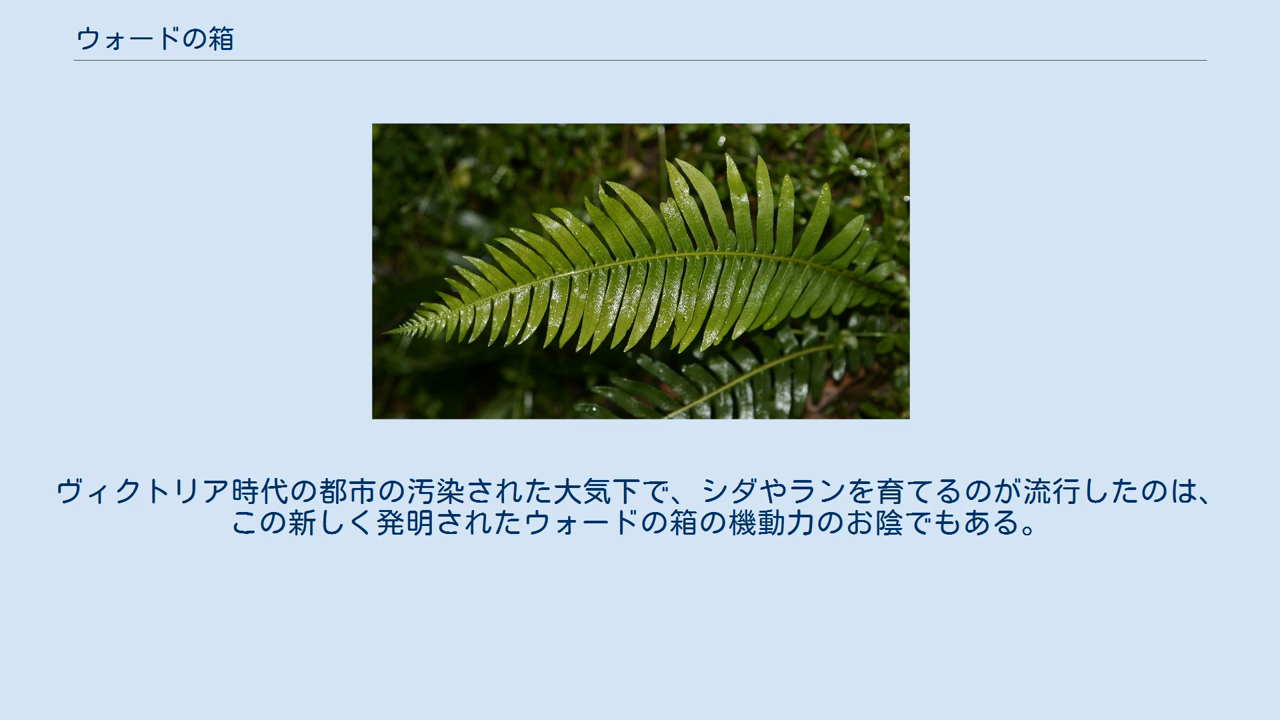 ウォードの箱
ヴィクトリア時代の都市の汚染された大気下で、シダやランを育てるのが流行したのは、
この新しく発明されたウォードの箱の機動力のお陰でもある。